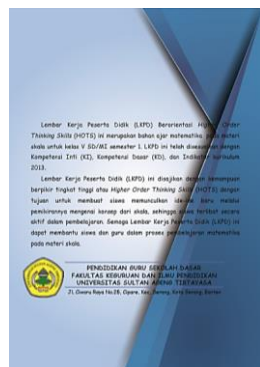 Lembar Kerja Peserta Didik (LKPD) Berorientasi Higher Order
Thinking Skills (HOTS) ini merupakan bahan ajar matematika, pada materi
skala untuk kelas V SD/MI semester 1. LKPD ini telah disesuaikan dengan
Kompetensi Inti (KI), Kompetensi Dasar (KD), dan Indikator kurikulum
2013.
Lembar Kerja Peserta Didik (LKPD) ini disajikan dengan kemampuan
berpikir tingkat tinggi atau Higher Order Thinking Skills (HOTS) dengan
tujuan untuk membuat siswa memunculkan ide-ide baru melalui
pemikirannya mengenai konsep dari skala, sehingga siswa terlibat secara
aktif dalam pembelajaran. Semoga Lembar Kerja Peserta Didik (LKPD) ini
dapat membantu siswa dan guru dalam proses pembelajaran matematika
pada materi skala.
PENDIDIKAN GURU SEKOLAH DASAR
FAKULTAS KEGURUAN DAN ILMU PENDIDIKAN
UNIVERSITAS SULTAN AGENG TIRTAYASA
Jl. Ciwaru Raya No.25, Cipare, Kec. Serang, Kota Serang, Banten